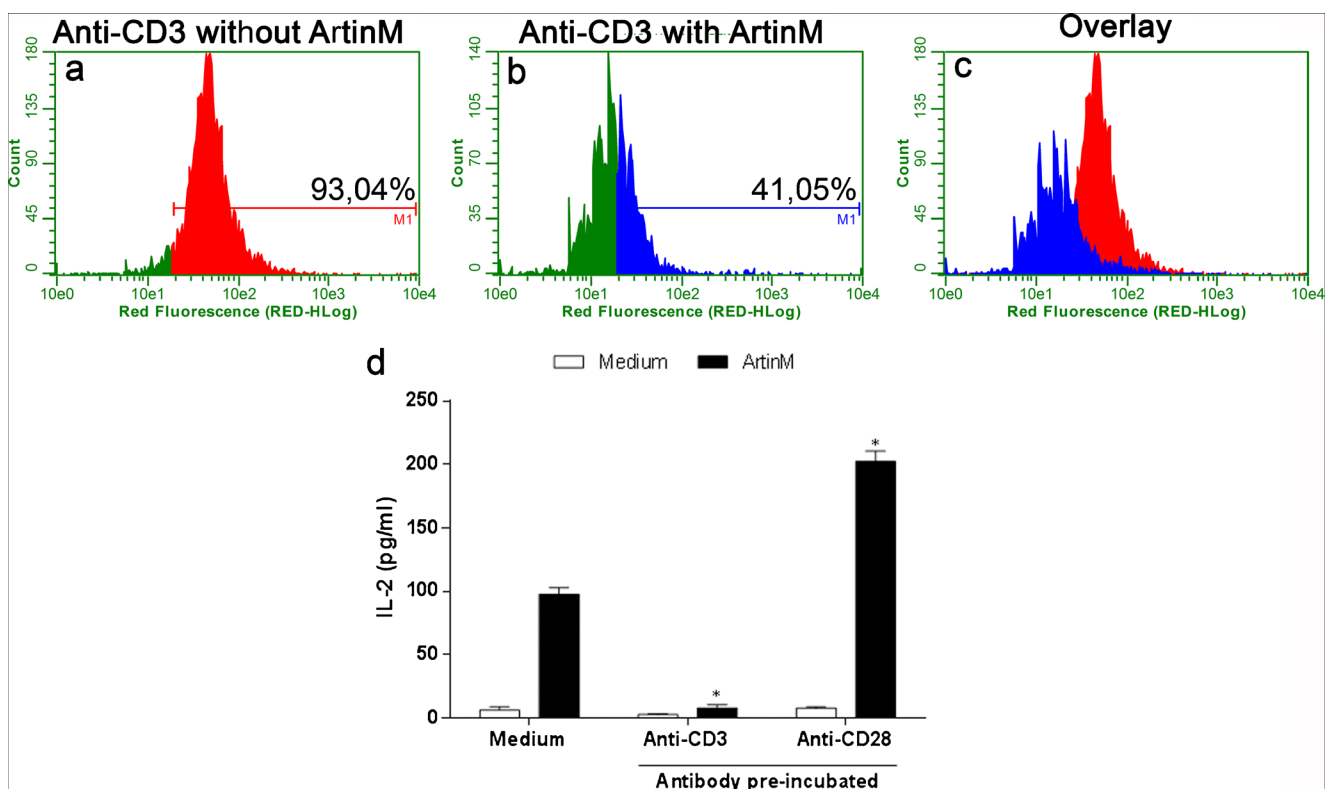 Anti-CD3 without ArtinM
Anti-CD3 with ArtinM
Overlay
a
180
135
90
45
0
Count
93,04%
M1
10e0 10e1 10e2 10e3 10e4
Red Fluorescence (RED-HLog)
b
140
105
70
35
0
Count
41,05%
M1
10e0 10e1 10e2 10e3 10e4
Red Fluorescence (RED-HLog)
c
180
135
90
45
0
Count
10e0 10e1 10e2 10e3 10e4
Red Fluorescence (RED-HLog)
d
Medium ArtinM
250
200
150
100
50
0
IL-2 (pg/ml)
*
*
Medium Anti-CD3 Anti-CD28
Antibody pre-incubated